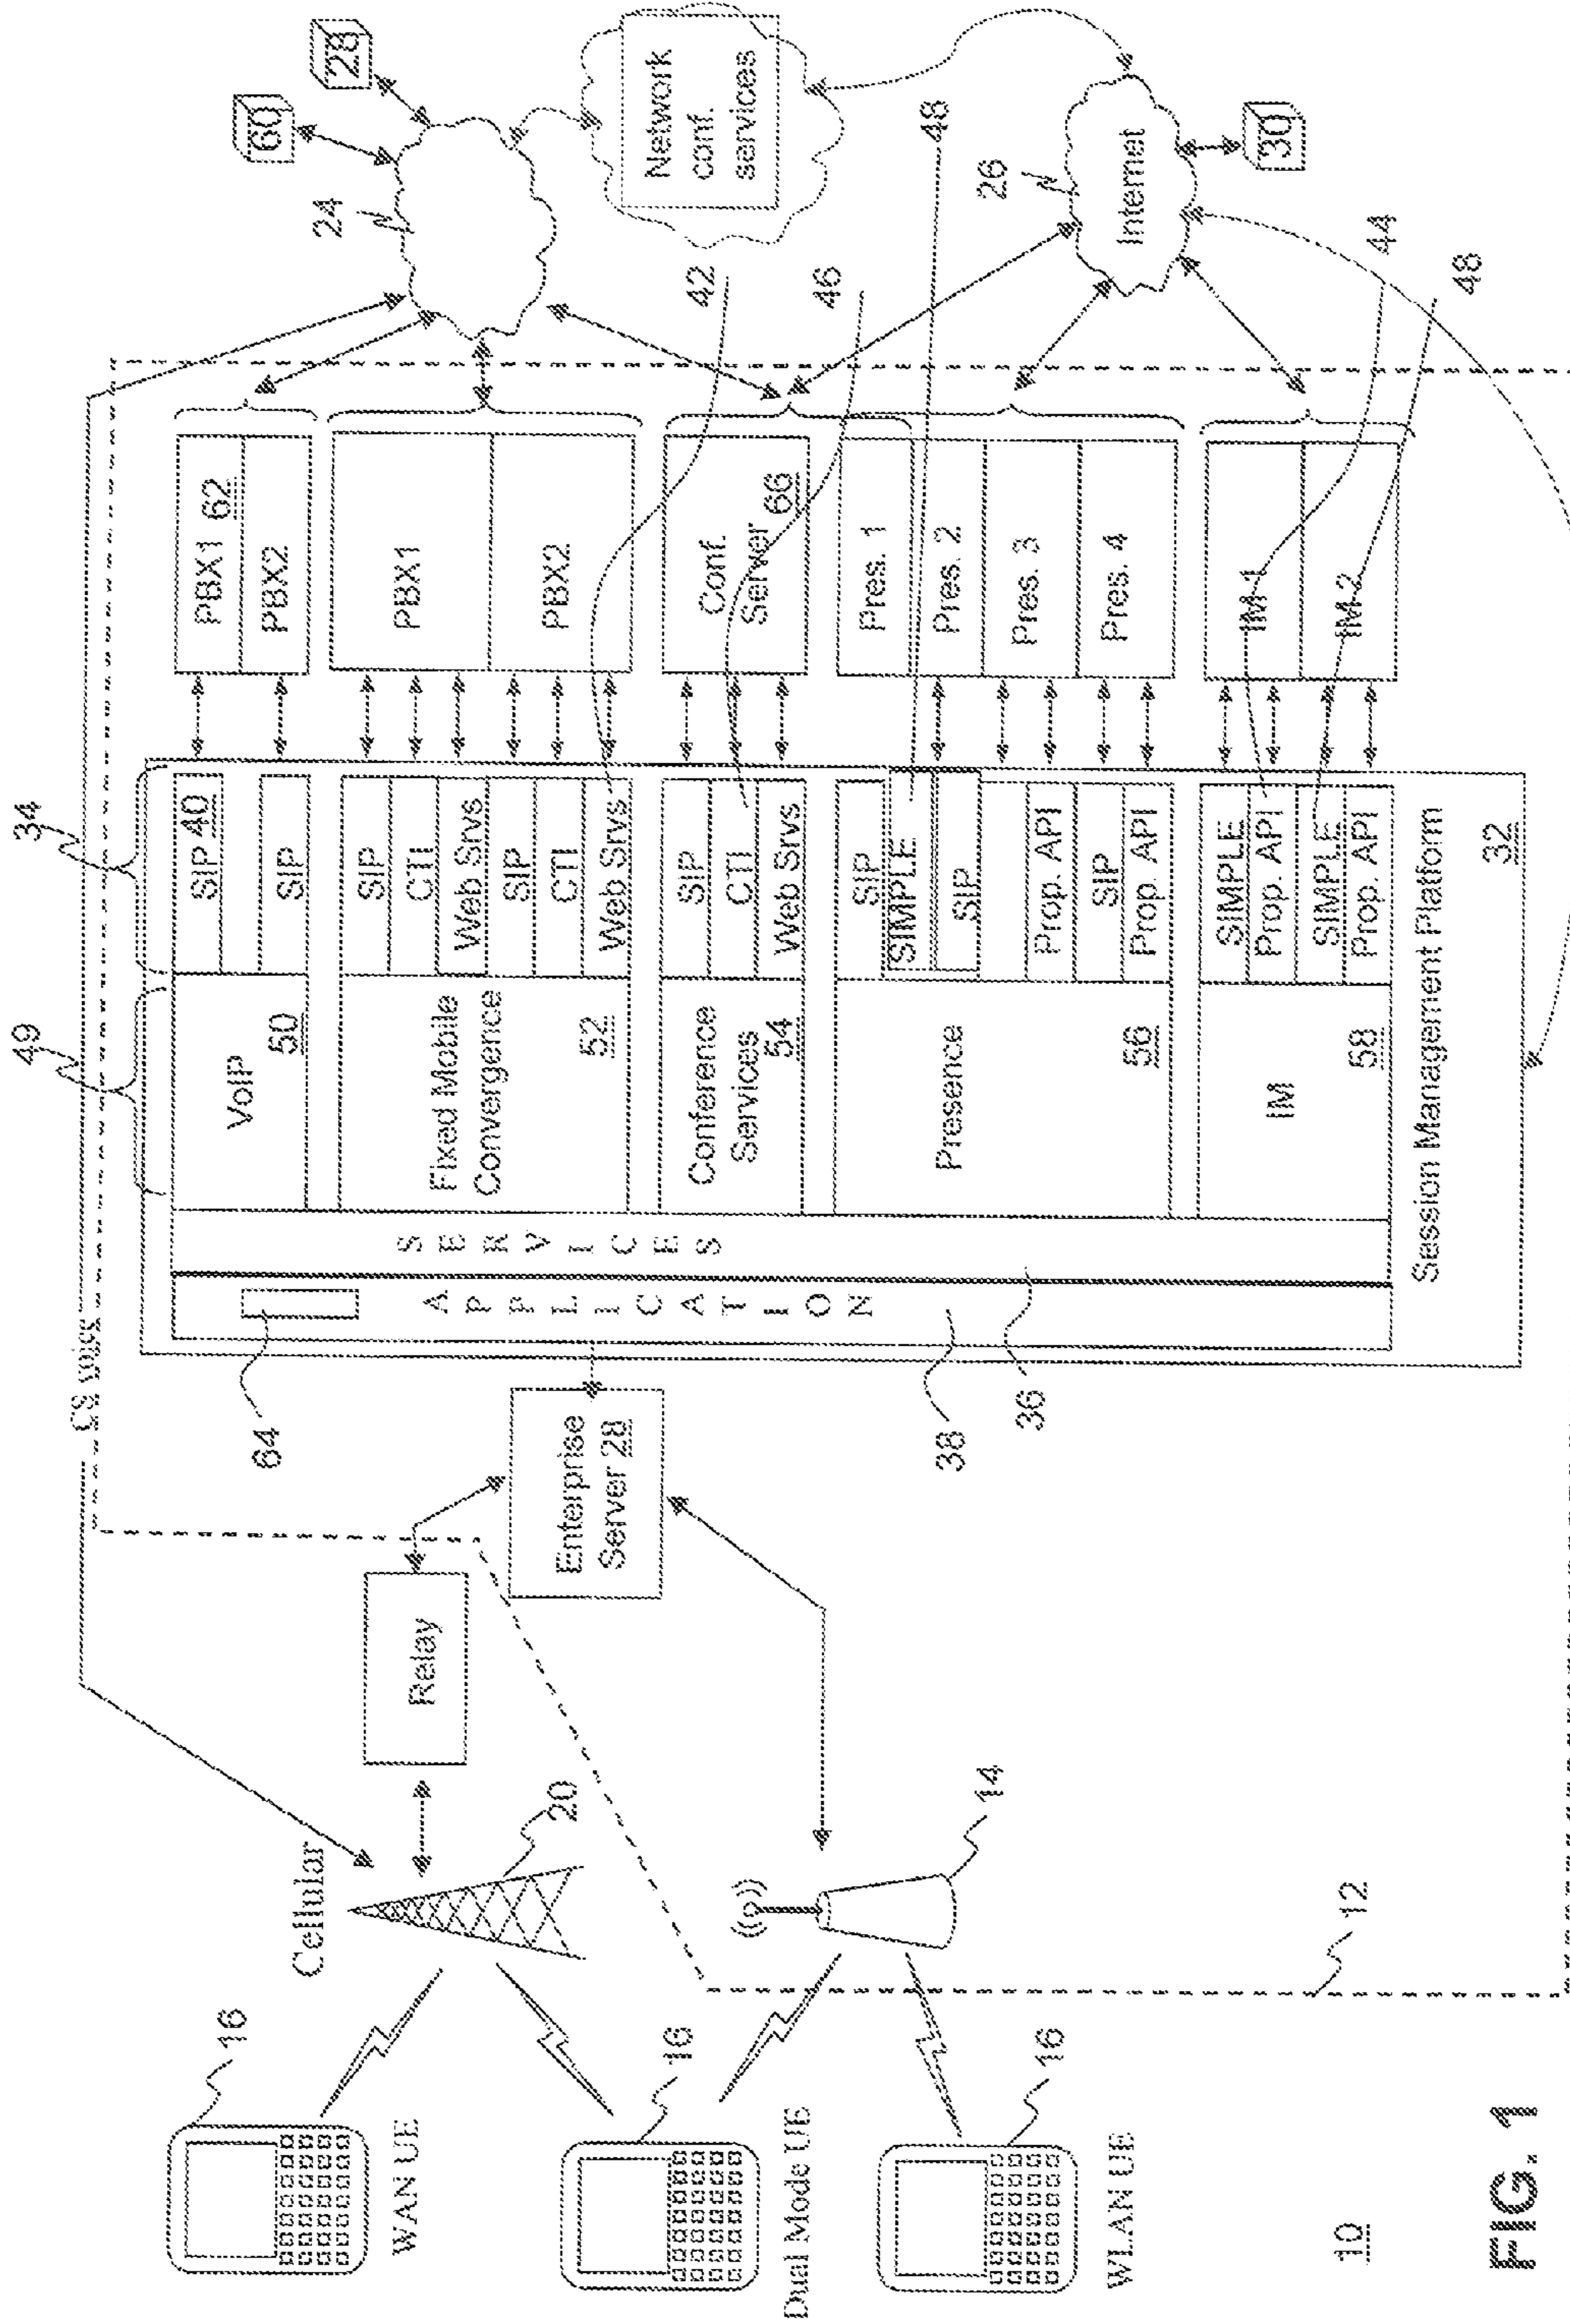 34
49
CS voice
60
28
24
Network
conf.
services
42
46
48
26
Internet
30
44
48
SIP 40
SIP
SIP
CTI
Web Srvs
SIP
CTI
Web Srvs
SIP
CTI
Web Srvs
SIP
SIMPLE
SIP
Prop. API
SIP
Prop. API
SIMPLE
Prop. API
SIMPLE
Prop. API
PBX1
62
PBX2
PBX1
PBX2
Conf.
Server 66
Pres. 1
Pres. 2
Pres. 3
Pres. 4
IM 1
IM 2
VoIP
50
Fixed Mobile
Convergence
52
Conference
Services
54
Presence
56
IM
58
Session Management Platform
32
SERVICES
APPLICATION
64
38
36
Enterprise
Server 28
Relay
Cellular
20
14
12
16
WAN UE
16
Dual Mode UE
16
WLAN UE
10
FIG. 1